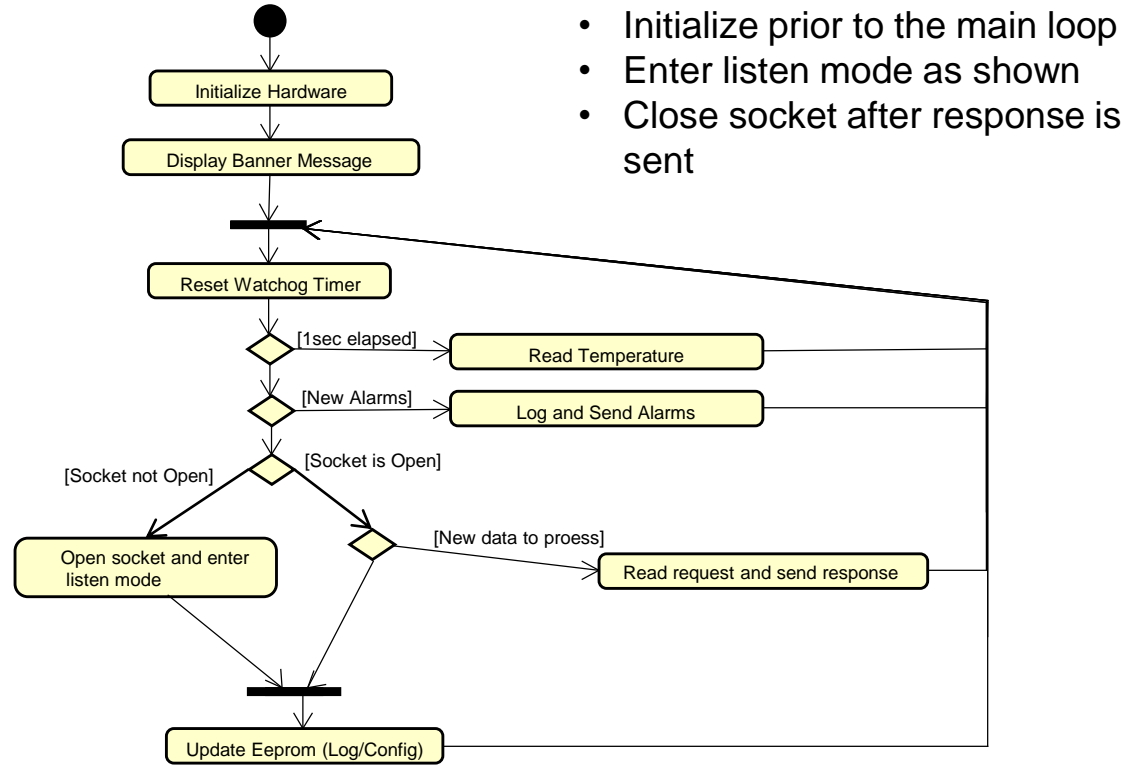 • Initialize prior to the main loop
• Enter listen mode as shown
• Close socket after response is
sent
Initialize Hardware
Display Banner Message
Reset Watchog Timer
[1sec elapsed]
Read Temperature
[New Alarms]
Log and Send Alarms
[Socket not Open]
[Socket is Open]
Open socket and enter
listen mode
[New data to proess]
Read request and send response
Update Eeprom (Log/Config)